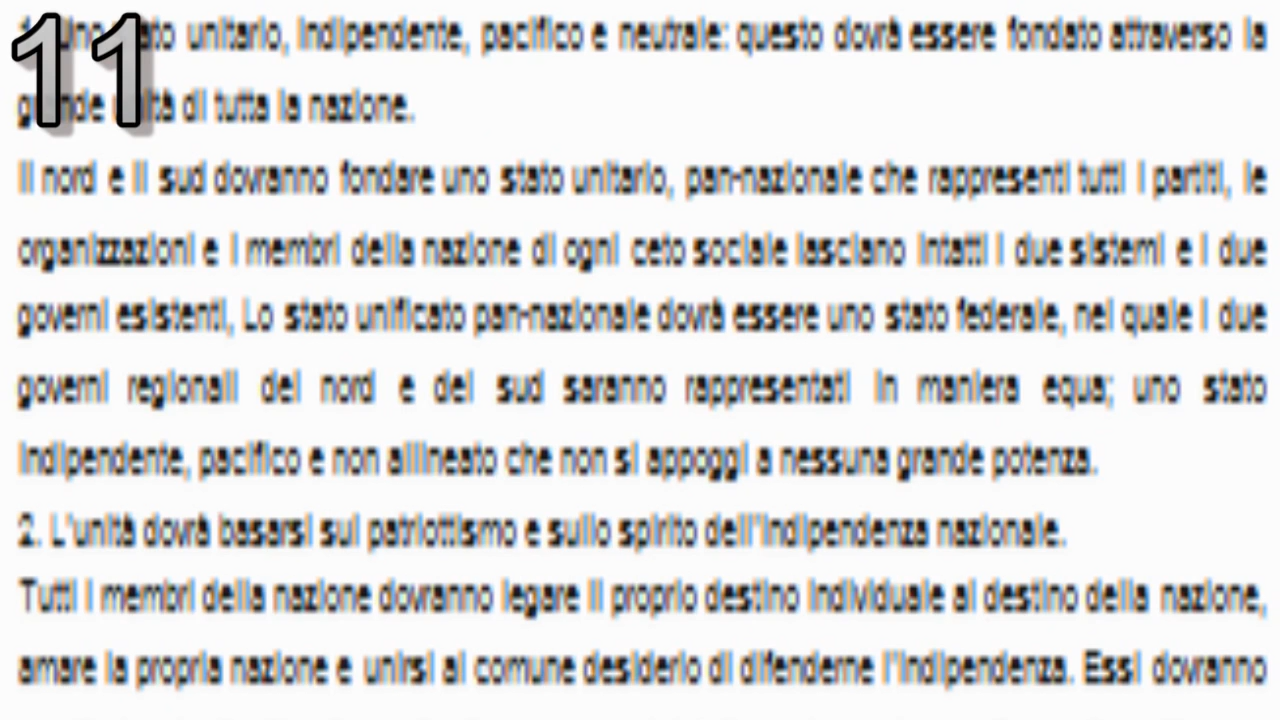 11
1. Uno stato unitario, indipendente, pacifico e neutrale: questo dovrà essere fondato attraverso la
grande unità di tutta la nazione.
Il nord e il sud dovranno fondare uno stato unitario, pan-nazionale che rappresenti tutti i partiti, le
organizzazioni e i membri della nazione di ogni ceto sociale lasciano intatti i due sistemi e i due
governi esistenti, Lo stato unificato pan-nazionale dovrà essere uno stato federale, nel quale i due
governi regionali del nord e del sud saranno rappresentati in maniera equa; uno stato
indipendente, pacifico e non allineato che non si appoggi a nessuna grande potenza.
2. L'unità dovrà basarsi sul patriottismo e sullo spirito dell'indipendenza nazionale.
Tutti i membri della nazione dovranno legare il proprio destino individuale al destino della nazione,
amare la propria nazione e unirsi al comune desiderio di difenderne l'indipendenza. Essi dovranno